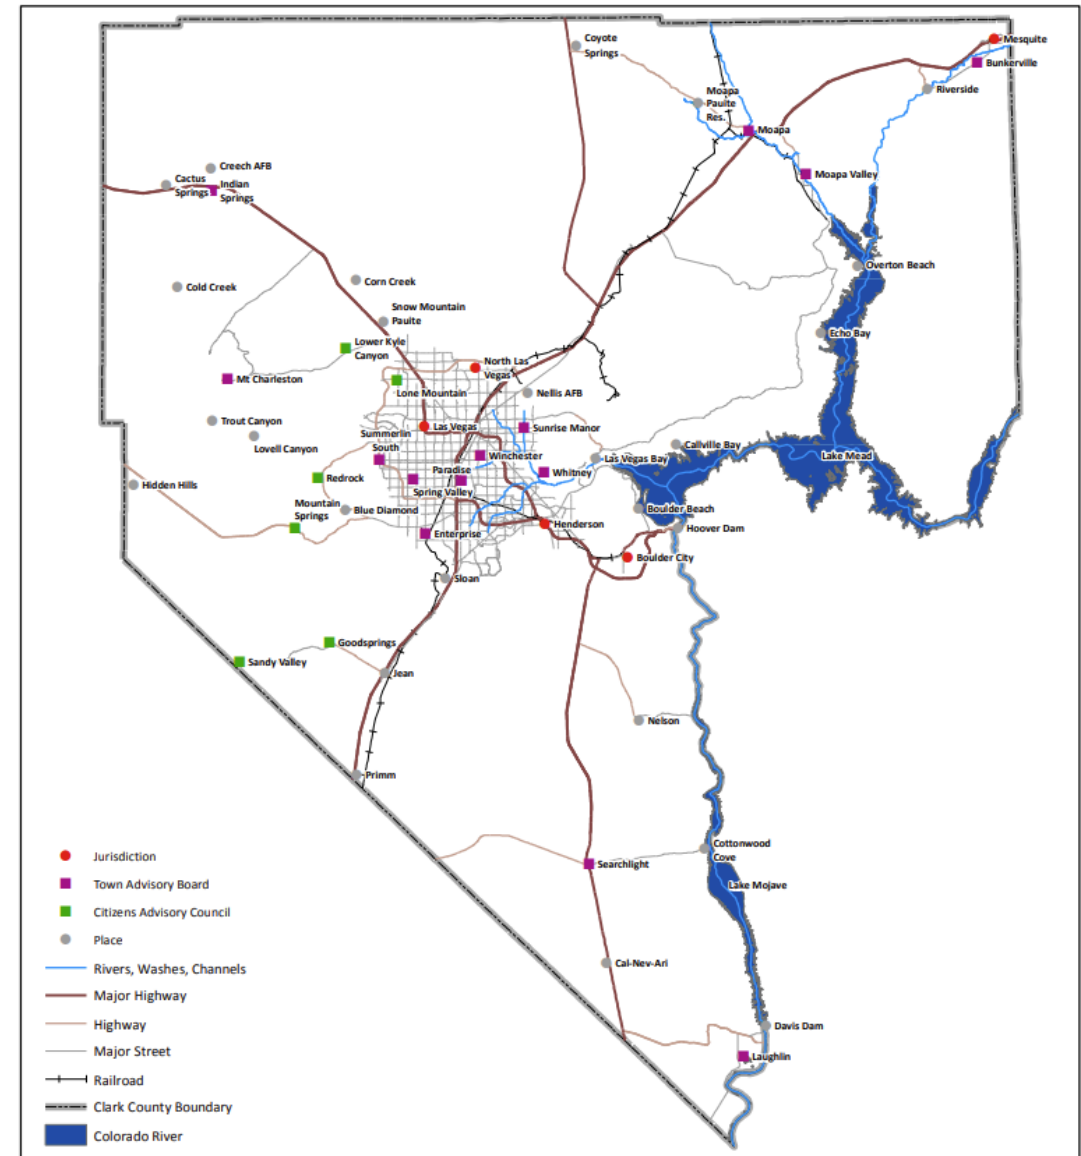 Coyote
Springs
Mesquite
Bunkerville
Riverside
Moapa
Pauite
Res.
Moapa
Moapa Valley
Creech AFB
Cactus
Springs
Indian
Springs
Overton Beach
Cold Creek
Corn Creek
Snow Mountain
Pauite
Echo Bay
Lower Kyle
Canyon
North Las
Vegas
Mt Charleston
Lone Mountain
Nellis AFB
Trout Canyon
Lovell Canyon
Las Vegas
Sunrise Manor
Summerlin
South
Callville Bay
Lake Mead
Winchester
Las Vegas Bay
Paradise
Whitney
Redrock
Hidden Hills
Spring Valley
Mountain
Springs
Blue Diamond
Boulder Beach
Henderson
Hoover Dam
Enterprise
Boulder City
Sloan
Goodsprings
Sandy Valley
Jean
Nelson
Primm
Cottonwood
Cove
Searchlight
Lake Mojave
Cal-Nev-Ari
Davis Dam
Laughlin
Jurisdiction
Town Advisory Board
Citizens Advisory Council
Place
Rivers, Washes, Channels
Major Highway
Highway
Major Street
Railroad
Clark County Boundary
Colorado River